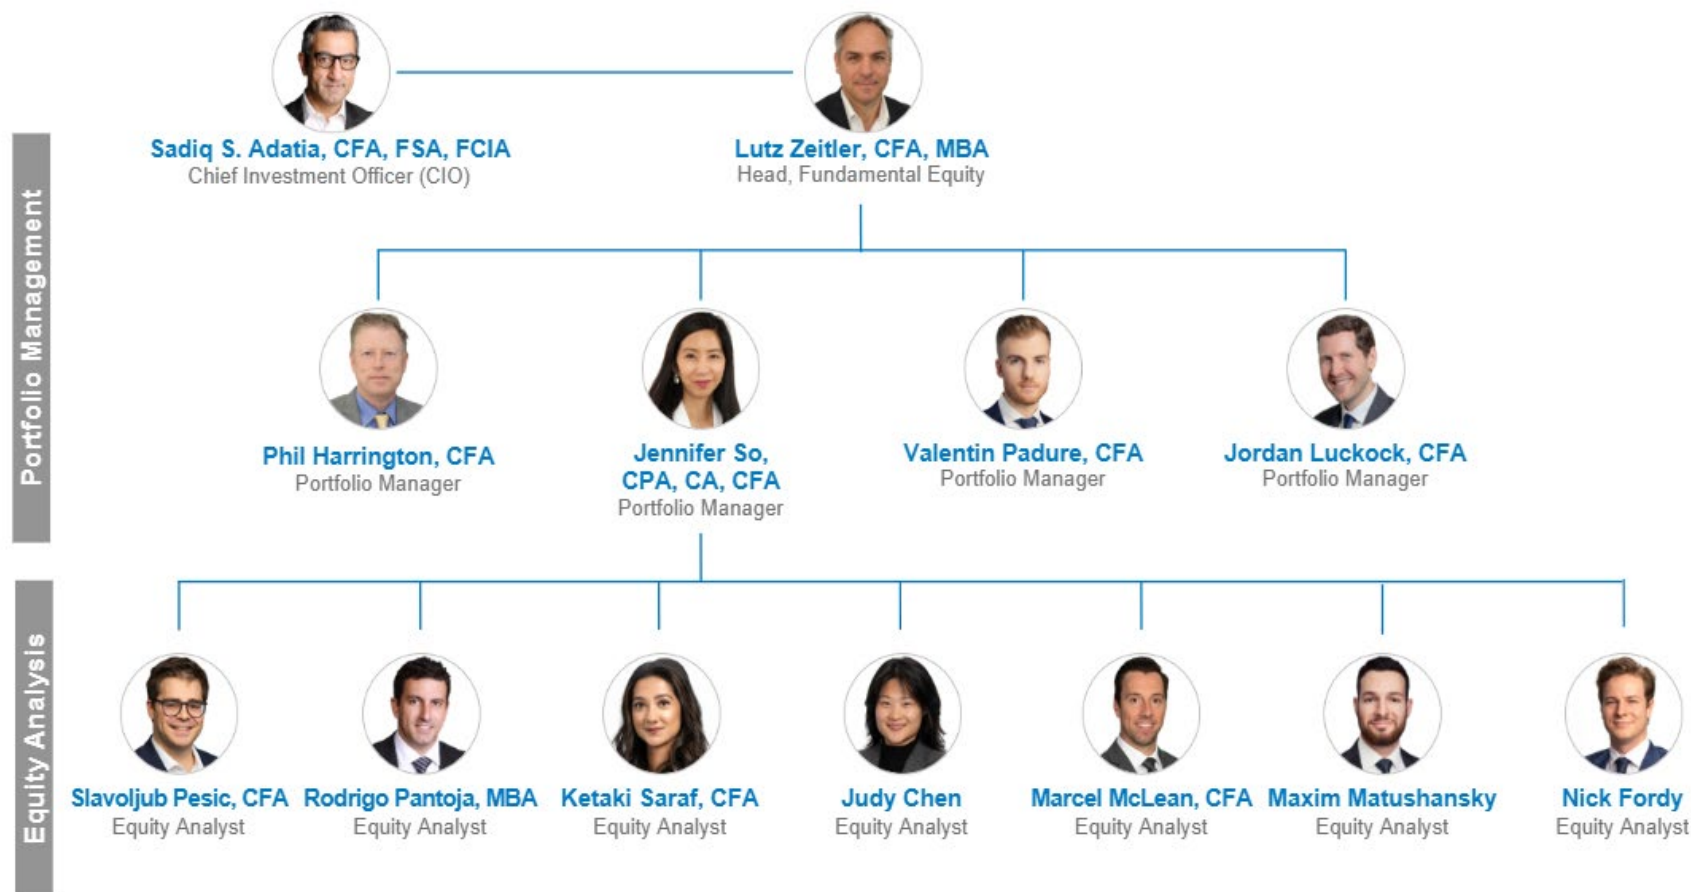 Sadiq S. Adatia, CFA, FSA, FCIA
Chief Investment Officer (CIO)
Lutz Zeitler, CFA, MBA
Head, Fundamental Equity
Portfolio Management
Phil Harrington, CFA
Portfolio Manager
Jennifer So,
CPA, CA, CFA
Portfolio Manager
Valentin Padure, CFA
Portfolio Manager
Jordan Luckock, CFA
Portfolio Manager
Equity Analysis
Slavoljub Pesic, CFA
Equity Analyst
Rodrigo Pantoja, MBA
Equity Analyst
Ketaki Saraf, CFA
Equity Analyst
Judy Chen
Equity Analyst
Marcel McLean, CFA
Equity Analyst
Maxim Matushansky
Equity Analyst
Nick Fordy
Equity Analyst